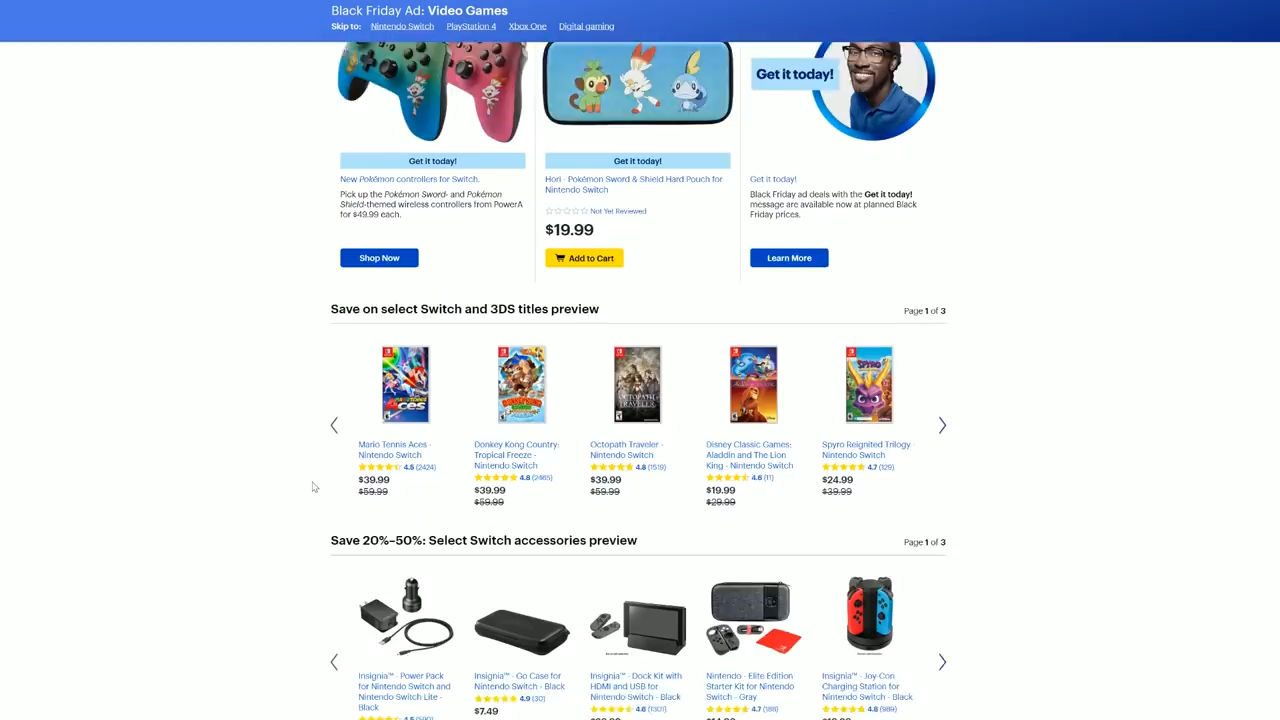 Black Friday Ad: Video Games
Skip to: Nintendo Switch PlayStation 4 Xbox One Digital gaming
Get it today!
Get it today!
New Pokémon controllers for Switch.
Pick up the Pokémon Sword- and Pokémon
Shield-themed wireless controllers from PowerA
for $49.99 each.
Shop Now
Get it today!
Hori - Pokémon Sword & Shield Hard Pouch for
Nintendo Switch
Not Yet Reviewed
$19.99
Add to Cart
Get it today!
Black Friday ad deals with the Get it today!
message are available now at planned Black
Friday prices.
Learn More
Save on select Switch and 3DS titles preview
Page 1 of 3
Mario Tennis Aces -
Nintendo Switch
4.5 (2424)
$39.99
$59.99
Donkey Kong Country:
Tropical Freeze -
Nintendo Switch
4.8 (2465)
$39.99
$59.99
OCTOPATH
TRAVELER
Octopath Traveler -
Nintendo Switch
4.8 (1519)
$39.99
$59.99
Disney Classic Games:
Aladdin and The Lion
King - Nintendo Switch
4.6 (11)
$19.99
$29.99
SPYRO
Spyro Reignited Trilogy -
Nintendo Switch
4.7 (129)
$24.99
$39.99
Save 20%–50%: Select Switch accessories preview
Page 1 of 3
Insignia™ - Power Pack
for Nintendo Switch and
Nintendo Switch Lite -
Black
Insignia™ - Go Case for
Nintendo Switch - Black
4.9 (30)
$7.49
Insignia™ - Dock Kit with
HDMI and USB for
Nintendo Switch - Black
4.6 (1301)
Nintendo - Elite Edition
Starter Kit for Nintendo
Switch - Gray
4.7 (188)
Insignia™ - Joy-Con
Charging Station for
Nintendo Switch - Black
4.8 (989)